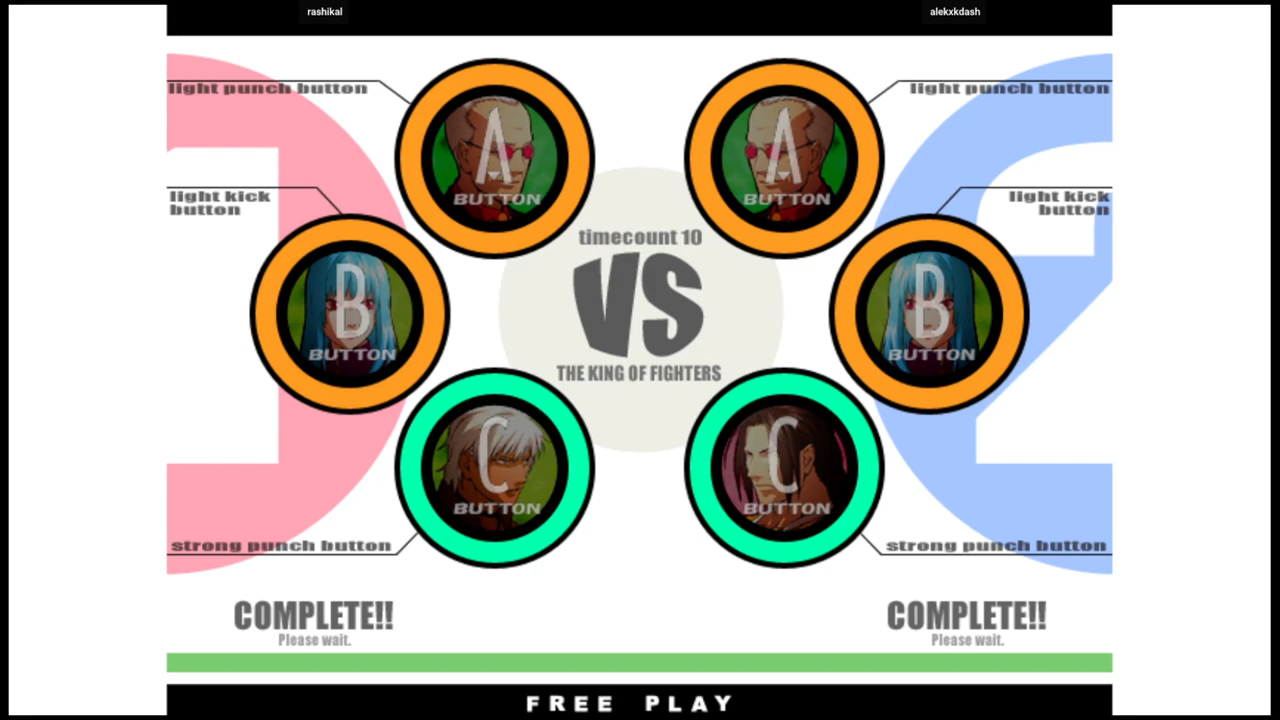 rashikal
alekxkdash
light punch button
light punch button
A
BUTTON
A
BUTTON
light kick
button
light kick
button
timecount 10
VS
THE KING OF FIGHTERS
B
BUTTON
B
BUTTON
C
BUTTON
C
BUTTON
strong punch button
strong punch button
COMPLETE!!
Please wait.
COMPLETE!!
Please wait.
FREE PLAY